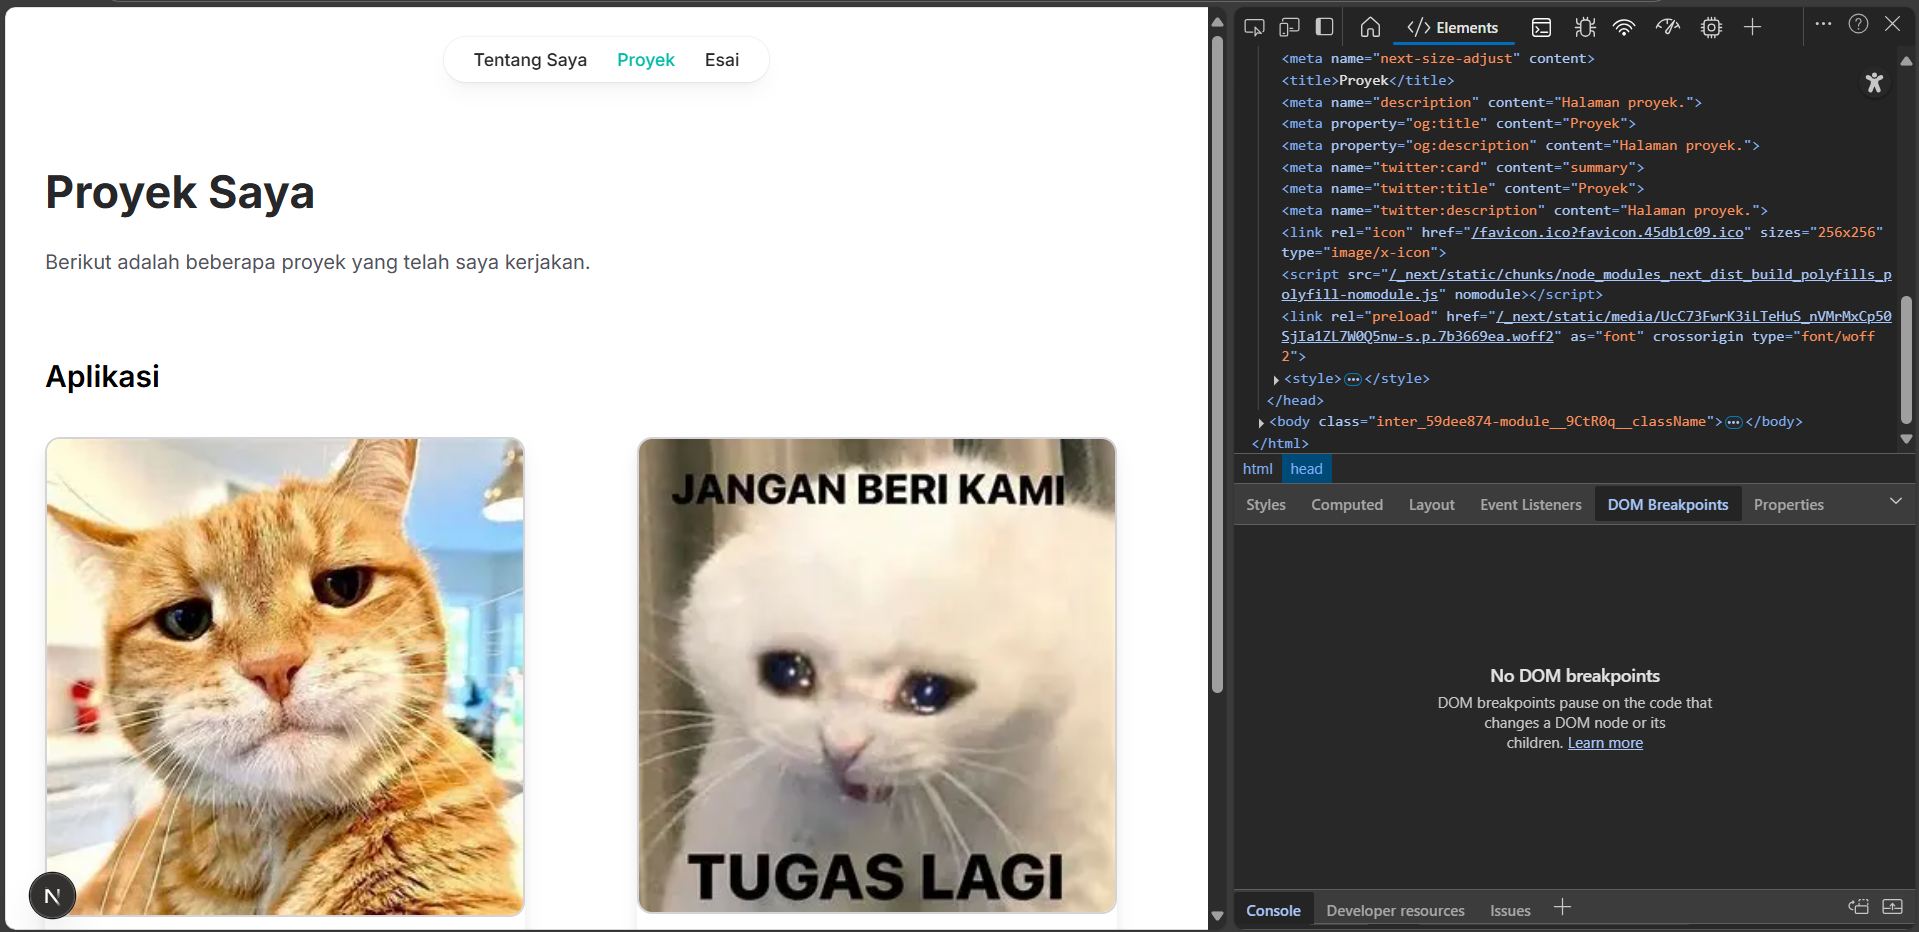 Tentang Saya Proyek Esai
Proyek Saya
Berikut adalah beberapa proyek yang telah saya kerjakan.
Aplikasi
JANGAN BERI KAMI
TUGAS LAGI
N
Elements
<meta name="next-size-adjust" content>
<title>Proyek</title>
<meta name="description" content="Halaman proyek.">
<meta property="og:title" content="Proyek">
<meta property="og:description" content="Halaman proyek.">
<meta name="twitter:card" content="summary">
<meta name="twitter:title" content="Proyek">
<meta name="twitter:description" content="Halaman proyek.">
<link rel="icon" href="/favicon.ico?favicon.45db1c09.ico" sizes="256x256"
type="image/x-icon">
<script src="/_next/static/chunks/node_modules_next_dist_build_polyfills_p
olyfill-nomodule.js" nomodule></script>
<link rel="preload" href="/_next/static/media/UcC73FwrK3iLTeHuS_nVMrMxCp50
SjIa1ZL7W0Q5nw-s.p.7b3669ea.woff2" as="font" crossorigin type="font/woff
2">
<style>…</style>
</head>
<body class="inter_59dee874-module__9CtR0q__className">…</body>
</html>
html head
Styles Computed Layout Event Listeners DOM Breakpoints Properties
No DOM breakpoints
DOM breakpoints pause on the code that
changes a DOM node or its
children. Learn more
Console Developer resources Issues